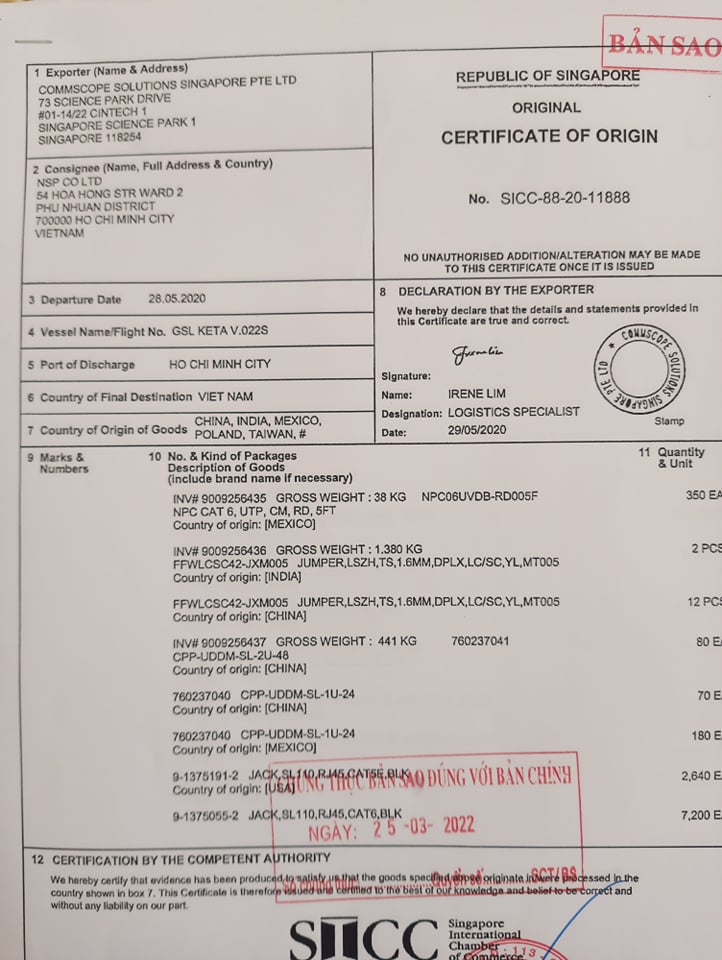 BẢN SAO
1 Exporter (Name & Address)
COMMSCOPE SOLUTIONS SINGAPORE PTE LTD
73 SCIENCE PARK DRIVE
#01-14/22 CINTECH 1
SINGAPORE SCIENCE PARK 1
SINGAPORE 118254
REPUBLIC OF SINGAPORE
ORIGINAL
CERTIFICATE OF ORIGIN
No. SICC-88-20-11888
NO UNAUTHORISED ADDITION/ALTERATION MAY BE MADE
TO THIS CERTIFICATE ONCE IT IS ISSUED
2 Consignee (Name, Full Address & Country)
NSP CO LTD
54 HOA HONG STR WARD 2
PHU NHUAN DISTRICT
700000 HO CHI MINH CITY
VIETNAM
3 Departure Date 28.05.2020
4 Vessel Name/Flight No. GSL KETA V.022S
5 Port of Discharge HO CHI MINH CITY
6 Country of Final Destination VIET NAM
7 Country of Origin of Goods CHINA, INDIA, MEXICO,
POLAND, TAIWAN, #
8 DECLARATION BY THE EXPORTER
We hereby declare that the details and statements provided in
this Certificate are true and correct.
Signature:
Name: IRENE LIM
Designation: LOGISTICS SPECIALIST
Date: 29/05/2020
COMMSCOPE SOLUTIONS SINGAPORE PTE LTD
Stamp
9 Marks &
Numbers
10 No. & Kind of Packages
Description of Goods
(include brand name if necessary)
11 Quantity
& Unit
INV# 9009256435 GROSS WEIGHT : 38 KG NPC06UVDB-RD005F 350 EA
NPC CAT 6, UTP, CM, RD, 5FT
Country of origin: [MEXICO]
INV# 9009256436 GROSS WEIGHT : 1.380 KG 2 PCS
FFWLCSC42-JXM005 JUMPER,LSZH,TS,1.6MM,DPLX,LC/SC,YL,MT005
Country of origin: [INDIA]
FFWLCSC42-JXM005 JUMPER,LSZH,TS,1.6MM,DPLX,LC/SC,YL,MT005 12 PCS
Country of origin: [CHINA]
INV# 9009256437 GROSS WEIGHT : 441 KG 760237041 80 E
CPP-UDDM-SL-2U-48
Country of origin: [CHINA]
760237040 CPP-UDDM-SL-1U-24 70 E
Country of origin: [CHINA]
760237040 CPP-UDDM-SL-1U-24 180 E
Country of origin: [MEXICO]
9-1375191-2 JACK,SL110,RJ45,CAT5E,BLK 2,640 E
Country of origin: [USA]
9-1375055-2 JACK,SL110,RJ45,CAT6,BLK 7,200 E
CHỨNG THỰC BẢN SAO ĐÚNG VỚI BẢN CHÍNH
NGÀY: 25-03-2022
Số chứng thực Quyển số SCT/BS
12 CERTIFICATION BY THE COMPETENT AUTHORITY
We hereby certify that evidence has been produced to satisfy us that the goods specified above originate in/were processed in the
country shown in box 7. This Certificate is therefore issued and certified to the best of our knowledge and belief to be correct and
without any liability on our part.
SICC
Singapore
International
Chamber
of Commerce